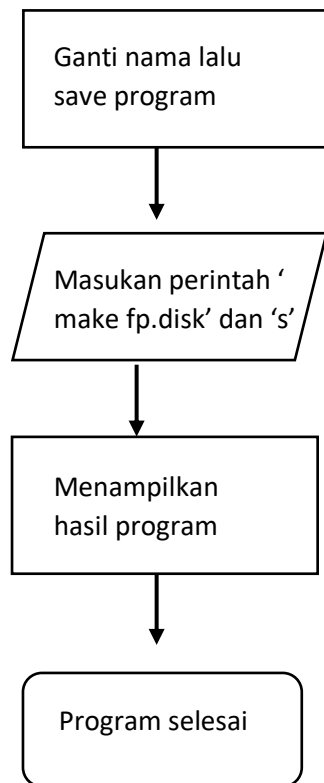 Ganti nama lalu
save program
Masukan perintah ‘
make fp.disk’ dan ‘s’
Menampilkan
hasil program
Program selesai